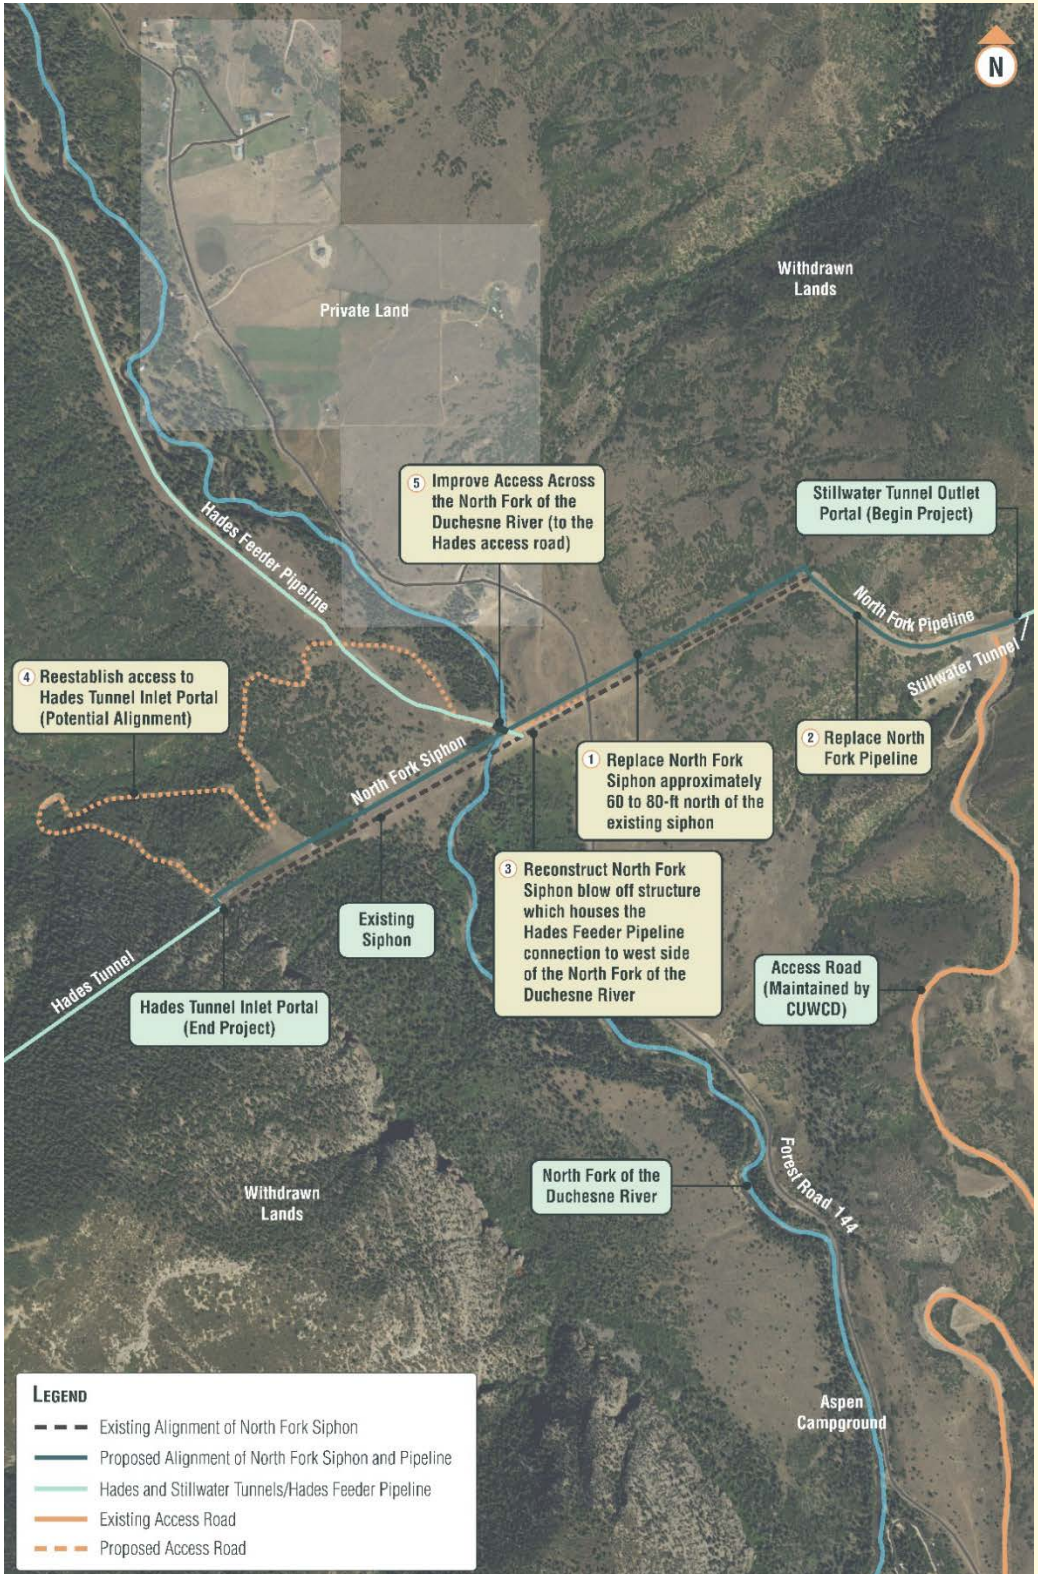 N
Withdrawn
Lands
Private Land
5 Improve Access Across
the North Fork of the
Duchesne River (to the
Hades access road)
Stillwater Tunnel Outlet
Portal (Begin Project)
Hades Feeder Pipeline
North Fork Pipeline
Stillwater Tunnel
4 Reestablish access to
Hades Tunnel Inlet Portal
(Potential Alignment)
North Fork Siphon
1 Replace North Fork
Siphon approximately
60 to 80-ft north of the
existing siphon
2 Replace North
Fork Pipeline
3 Reconstruct North Fork
Siphon blow off structure
which houses the
Hades Feeder Pipeline
connection to west side
of the North Fork of the
Duchesne River
Existing
Siphon
Hades Tunnel
Hades Tunnel Inlet Portal
(End Project)
Access Road
(Maintained by
CUWCD)
North Fork of the
Duchesne River
Forest Road 144
Withdrawn
Lands
Aspen
Campground
LEGEND
Existing Alignment of North Fork Siphon
Proposed Alignment of North Fork Siphon and Pipeline
Hades and Stillwater Tunnels/Hades Feeder Pipeline
Existing Access Road
Proposed Access Road